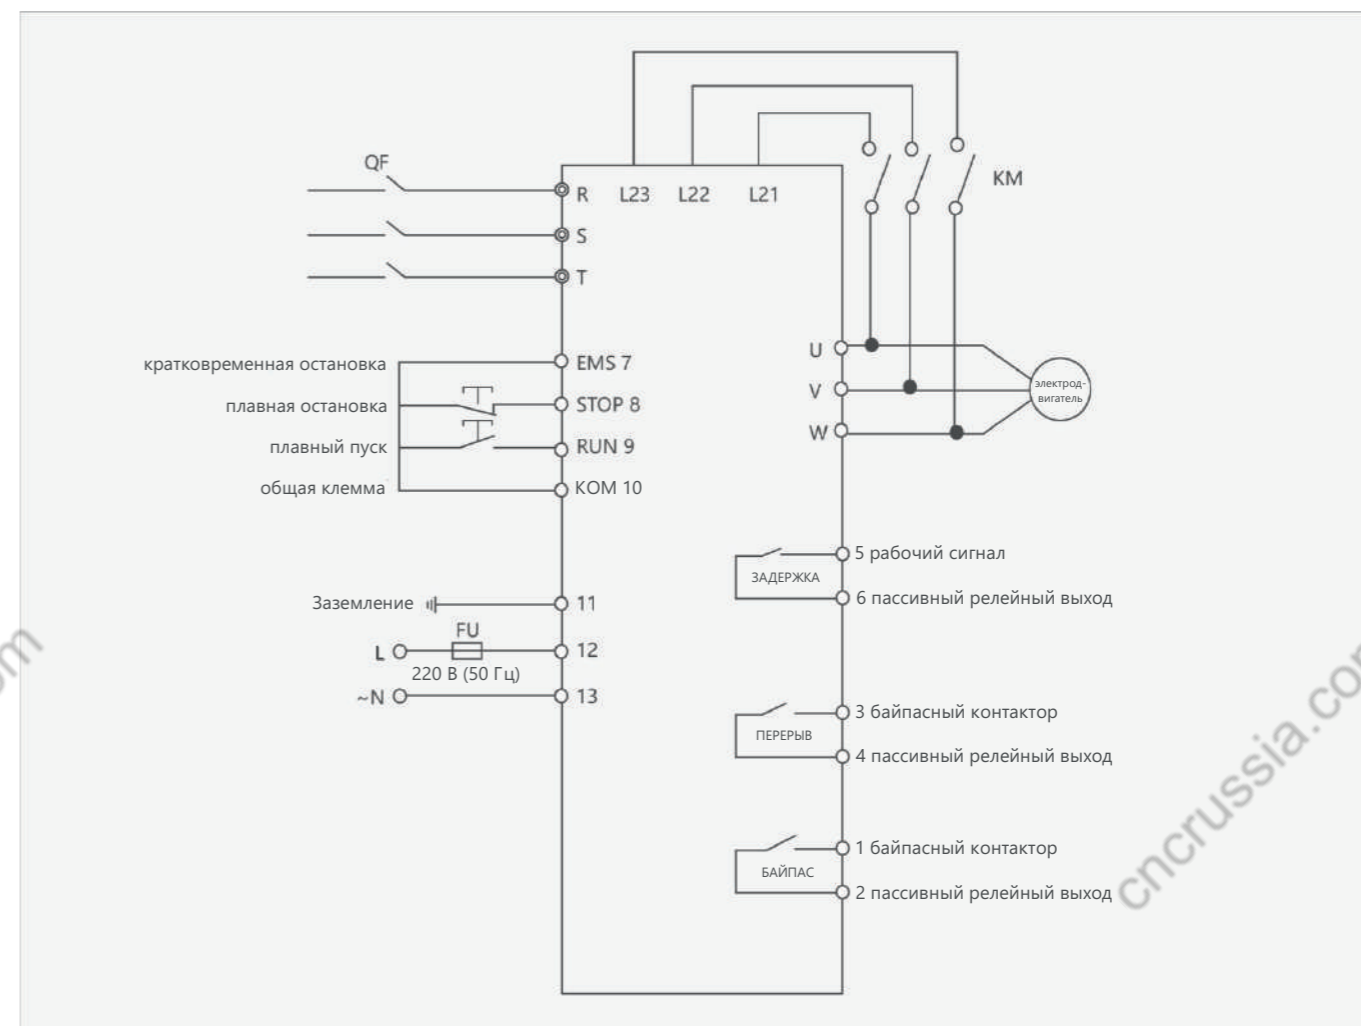 QF
R L23 L22 L21
KM
S
T
U
V
W
электрод-
вигатель
кратковременная остановка
EMS 7
плавная остановка
STOP 8
плавный пуск
RUN 9
общая клемма
КОМ 10
5 рабочий сигнал
ЗАДЕРЖКА
6 пассивный релейный выход
Заземление
11
FU
L
12
220 В (50 Гц)
~N
13
3 байпасный контактор
ПЕРЕРЫВ
4 пассивный релейный выход
1 байпасный контактор
БАЙПАС
2 пассивный релейный выход
cncrussia.com